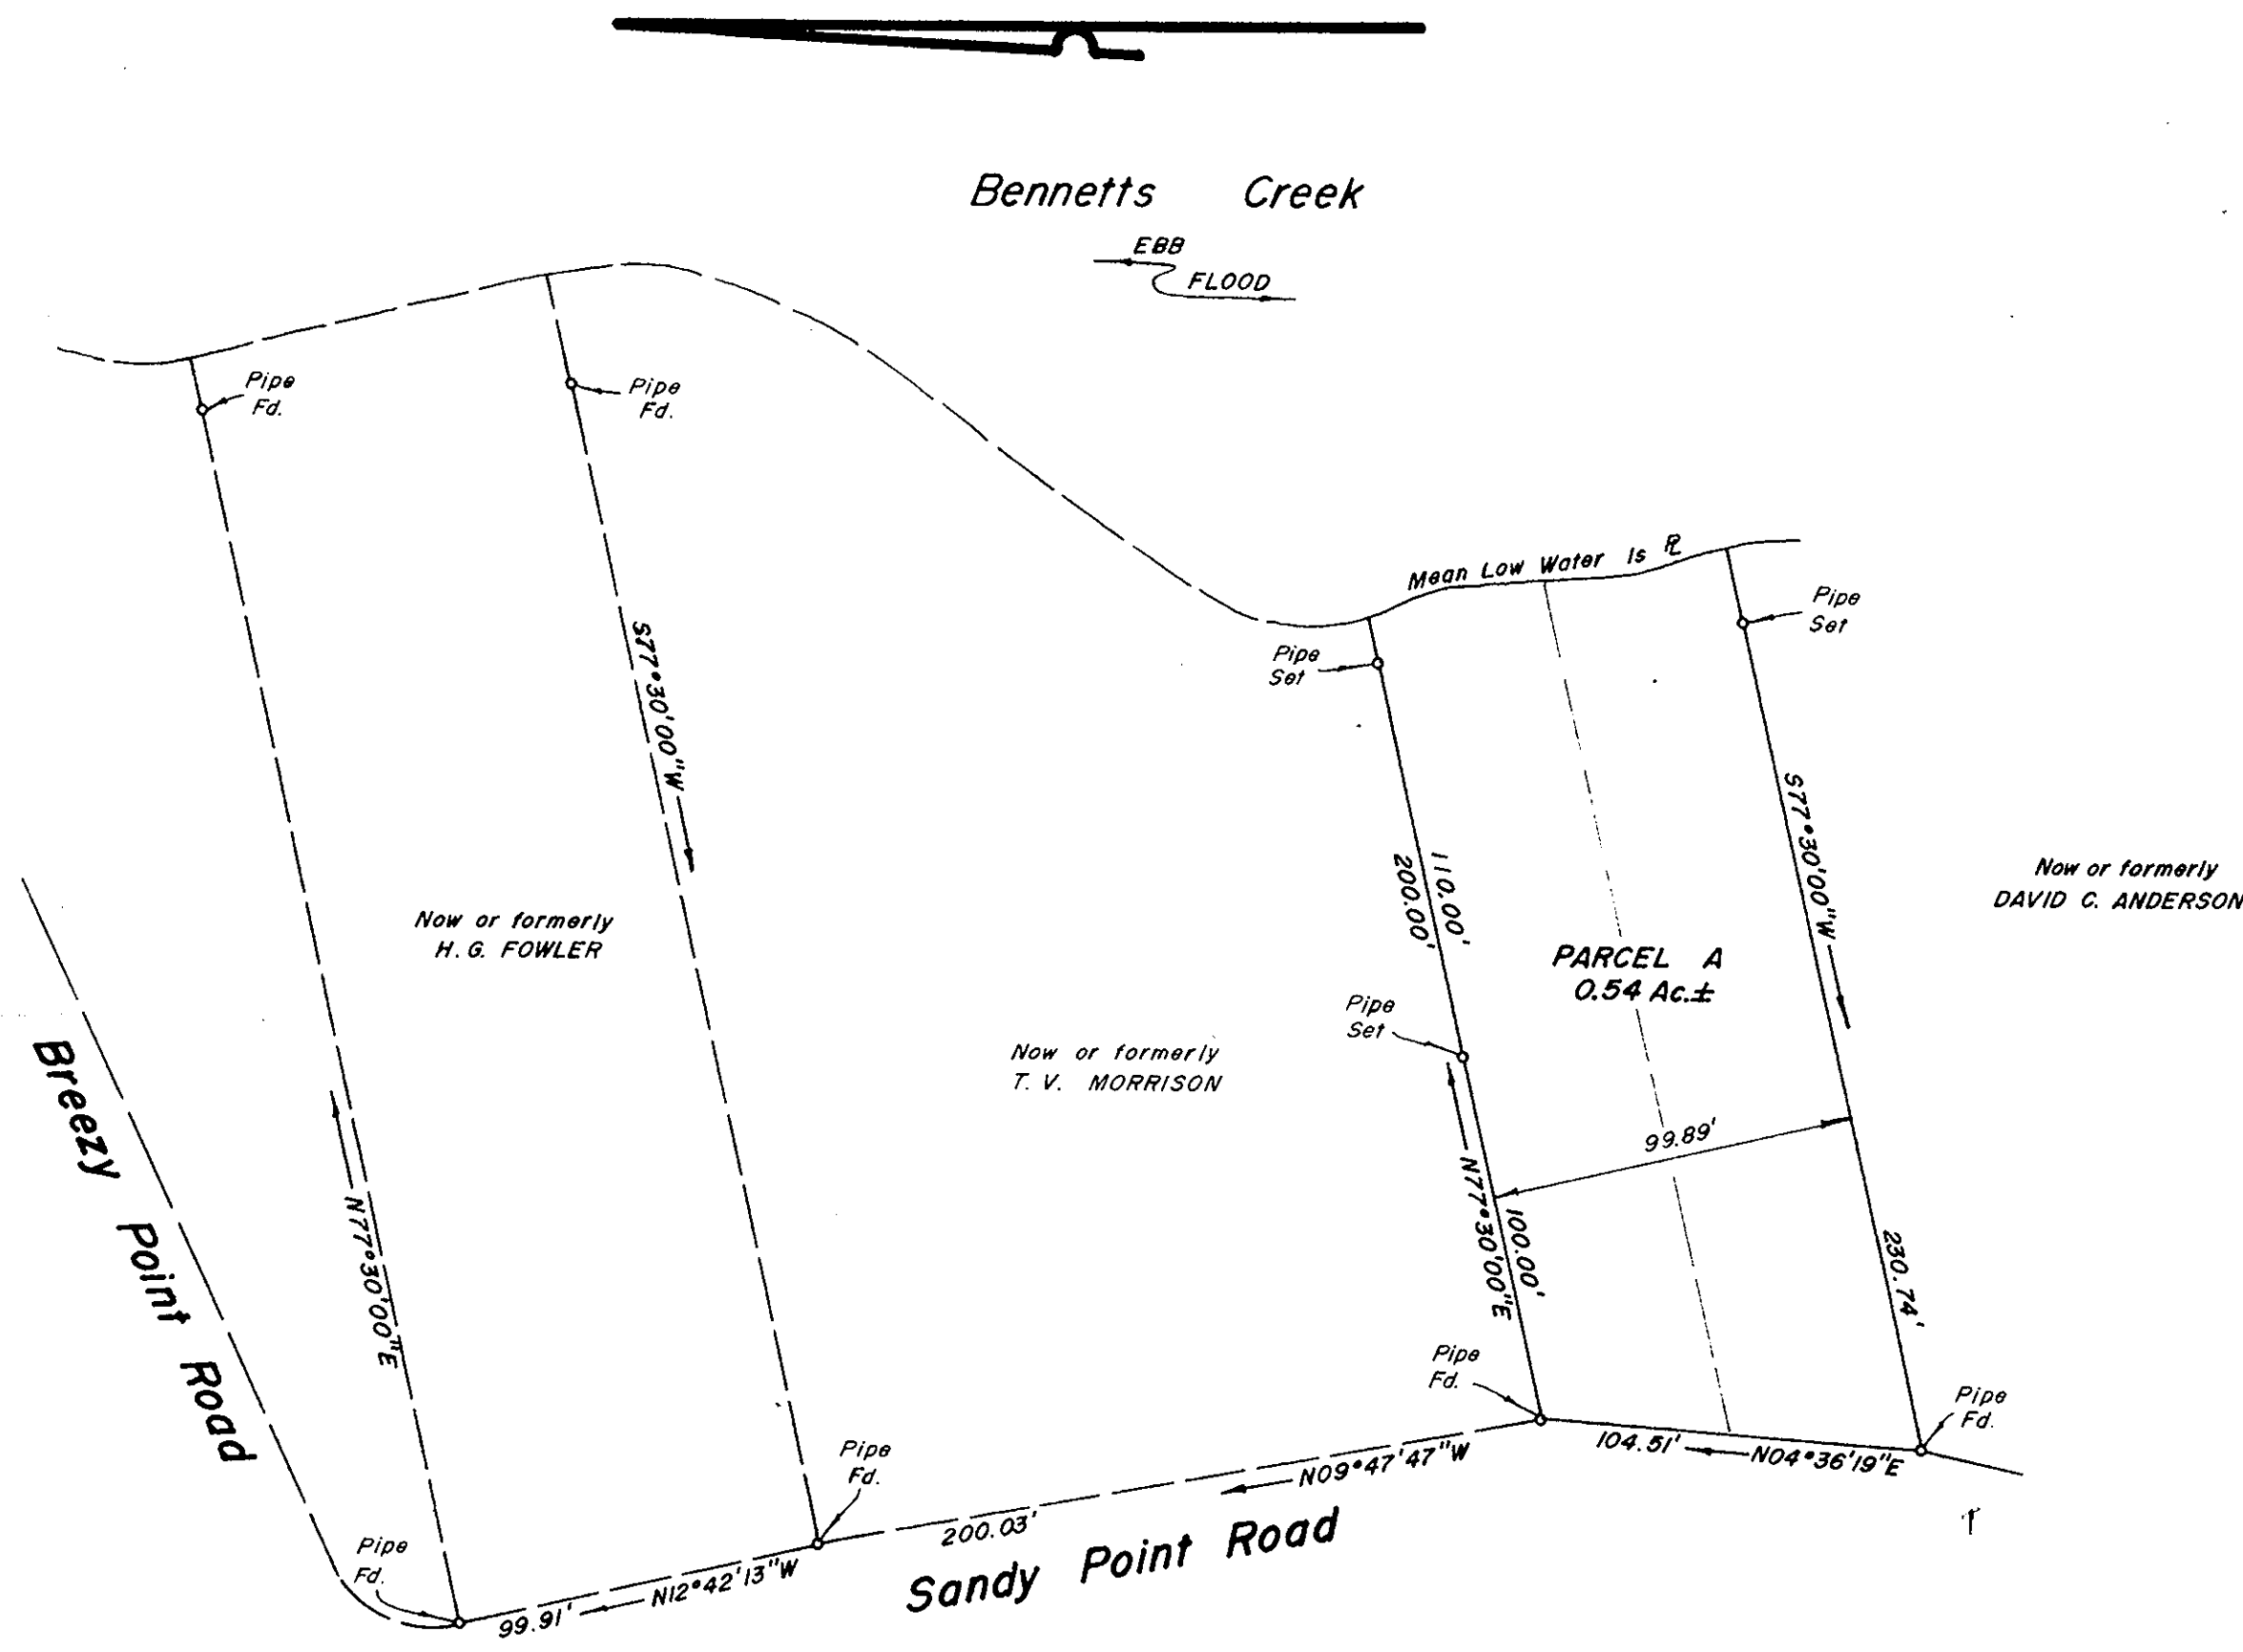 Bennetts Creek
EBB
FLOOD
Pipe
Fd.
Pipe
Fd.
Mean Low Water Is PL
Pipe
Set
Pipe
Set
S77°30'00"W
S77°30'00"W
110.00'
200.00'
Now or formerly
DAVID C. ANDERSON
Now or formerly
H. G. FOWLER
PARCEL A
0.54 Ac.±
Pipe
Set
Now or formerly
T. V. MORRISON
Breezy Point Road
99.89'
N77°30'00"E
N77°30'00"E
100.00'
230.74'
Pipe
Fd.
Pipe
Fd.
Pipe
Fd.
Pipe
Fd.
104.51'
N04°36'19"E
N09°47'47"W
200.03'
Sandy Point Road
N12°42'13"W
99.91'